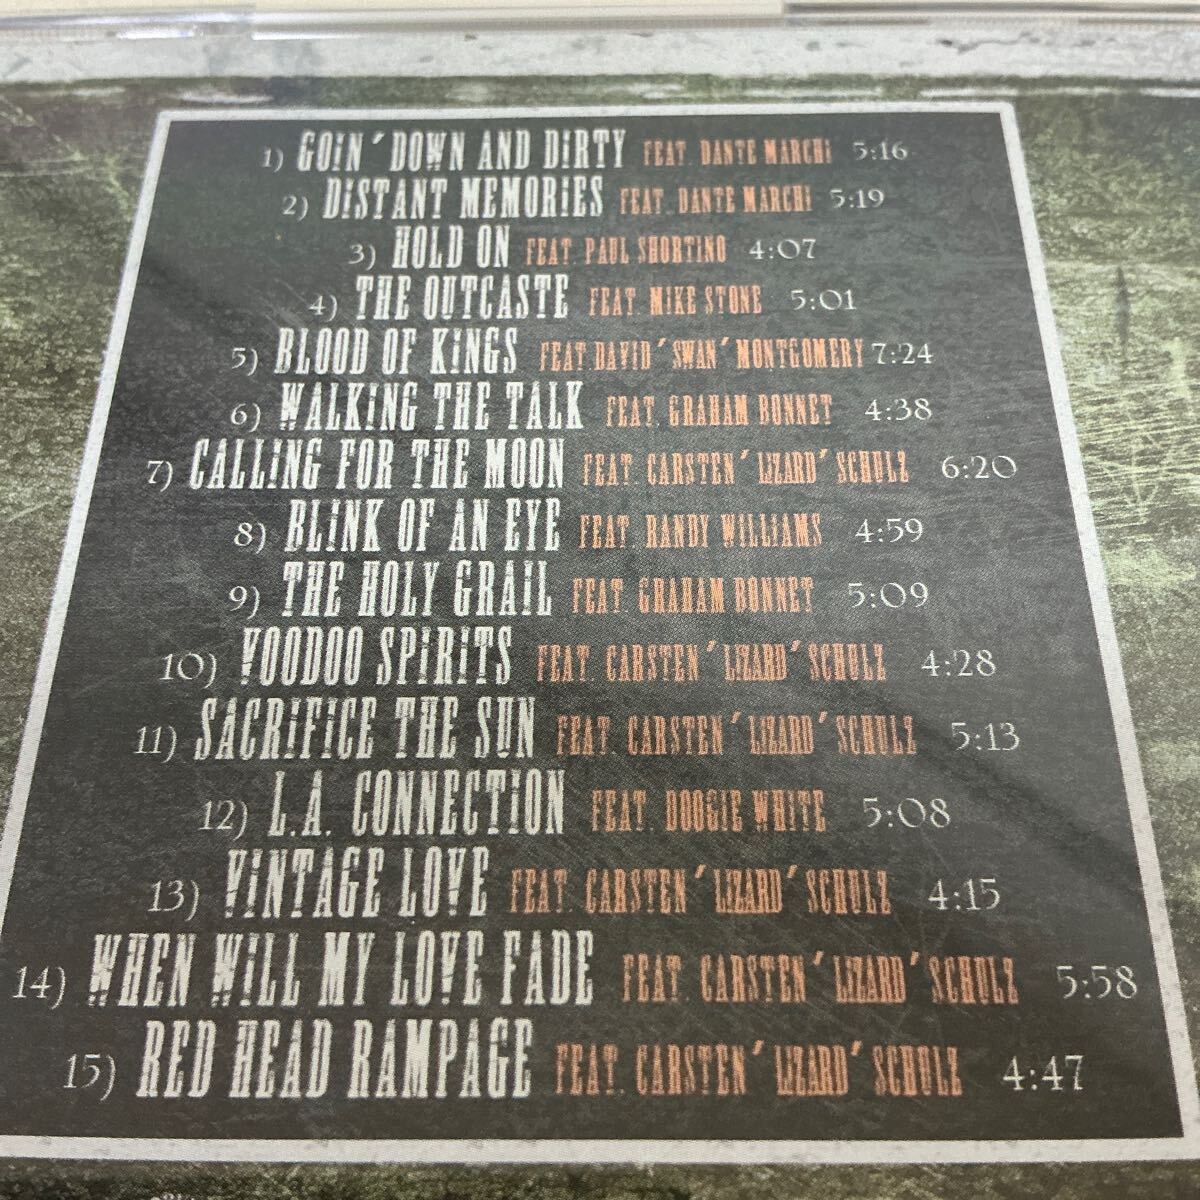 1) GOIN´DOWN AND DIRTY FEAT. DANTE MARCHI 5:16
2) DISTANT MEMORIES FEAT. DANTE MARCHI 5:19
3) HOLD ON FEAT. PAUL SHORTINO 4:07
4) THE OUTCASTE FEAT. MIKE STONE 5:01
5) BLOOD OF KINGS FEAT.DAVID´SWAN´MONTGOMERY 7:24
6) WALKING THE TALK FEAT. GRAHAM BONNET 4:38
7) CALLING FOR THE MOON FEAT. CARSTEN´LIZARD´SCHULZ 6:20
8) BLINK OF AN EYE FEAT. RANDY WILLIAMS 4:59
9) THE HOLY GRAIL FEAT. GRAHAM BONNET 5:09
10) VOODOO SPIRITS FEAT. CARSTEN´LIZARD´SCHULZ 4:28
11) SACRIFICE THE SUN FEAT. CARSTEN´LIZARD´SCHULZ 5:13
12) L.A. CONNECTION FEAT. DOOGIE WHITE 5:08
13) VINTAGE LOVE FEAT. CARSTEN´LIZARD´SCHULZ 4:15
14) WHEN WILL MY LOVE FADE FEAT. CARSTEN´LIZARD´SCHULZ 5:58
15) RED HEAD RAMPAGE FEAT. CARSTEN´LIZARD´SCHULZ 4:47